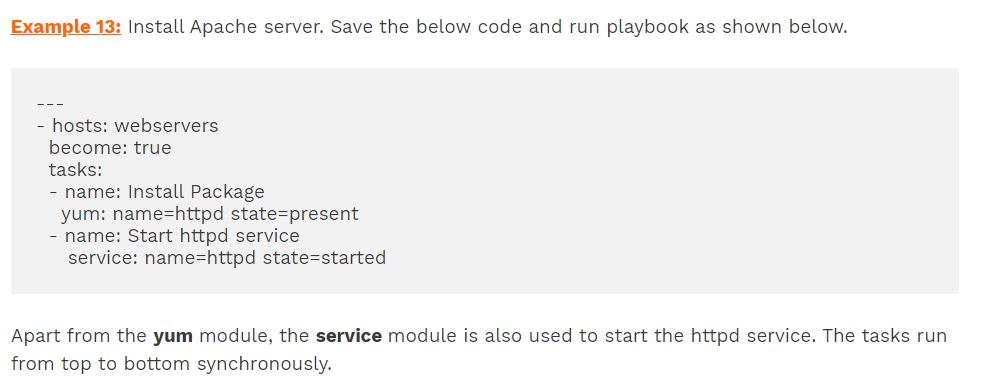 Example 13: Install Apache server. Save the below code and run playbook as shown below.
---
- hosts: webservers
  become: true
  tasks:
  - name: Install Package
    yum: name=httpd state=present
  - name: Start httpd service
     service: name=httpd state=started
Apart from the yum module, the service module is also used to start the httpd service. The tasks run
from top to bottom synchronously.